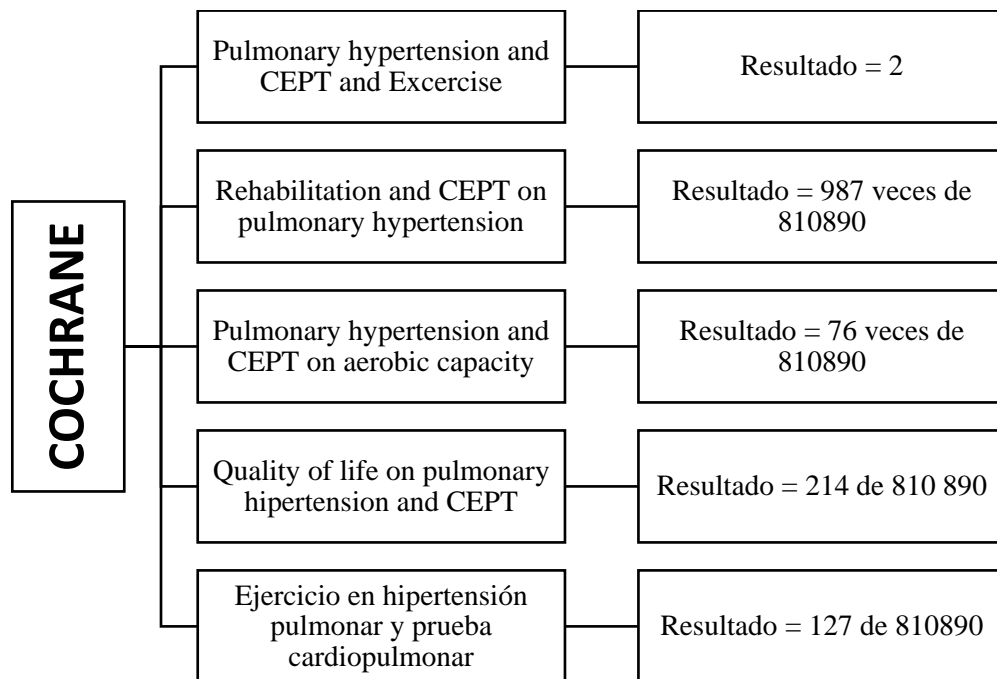 COCHRANE
Pulmonary hypertension and
CEPT and Excercise
Resultado = 2
Rehabilitation and CEPT on
pulmonary hypertension
Resultado = 987 veces de
810890
Pulmonary hypertension and
CEPT on aerobic capacity
Resultado = 76 veces de
810890
Quality of life on pulmonary
hipertension and CEPT
Resultado = 214 de 810 890
Ejercicio en hipertensión
pulmonar y prueba
cardiopulmonar
Resultado = 127 de 810890